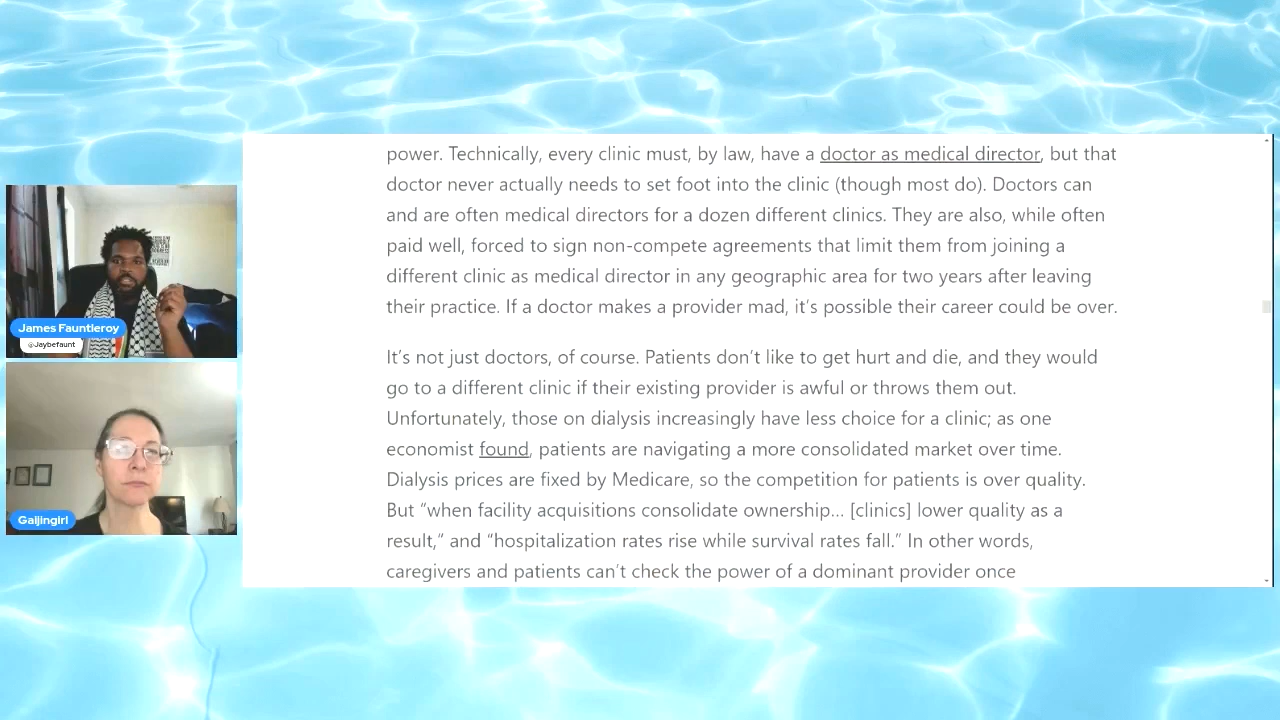 power. Technically, every clinic must, by law, have a doctor as medical director, but that
doctor never actually needs to set foot into the clinic (though most do). Doctors can
and are often medical directors for a dozen different clinics. They are also, while often
paid well, forced to sign non-compete agreements that limit them from joining a
different clinic as medical director in any geographic area for two years after leaving
their practice. If a doctor makes a provider mad, it’s possible their career could be over.
It’s not just doctors, of course. Patients don’t like to get hurt and die, and they would
go to a different clinic if their existing provider is awful or throws them out.
Unfortunately, those on dialysis increasingly have less choice for a clinic; as one
economist found, patients are navigating a more consolidated market over time.
Dialysis prices are fixed by Medicare, so the competition for patients is over quality.
But “when facility acquisitions consolidate ownership… [clinics] lower quality as a
result,” and “hospitalization rates rise while survival rates fall.” In other words,
caregivers and patients can’t check the power of a dominant provider once
James Fauntleroy
@Jaybefaunt
Gaijingirl